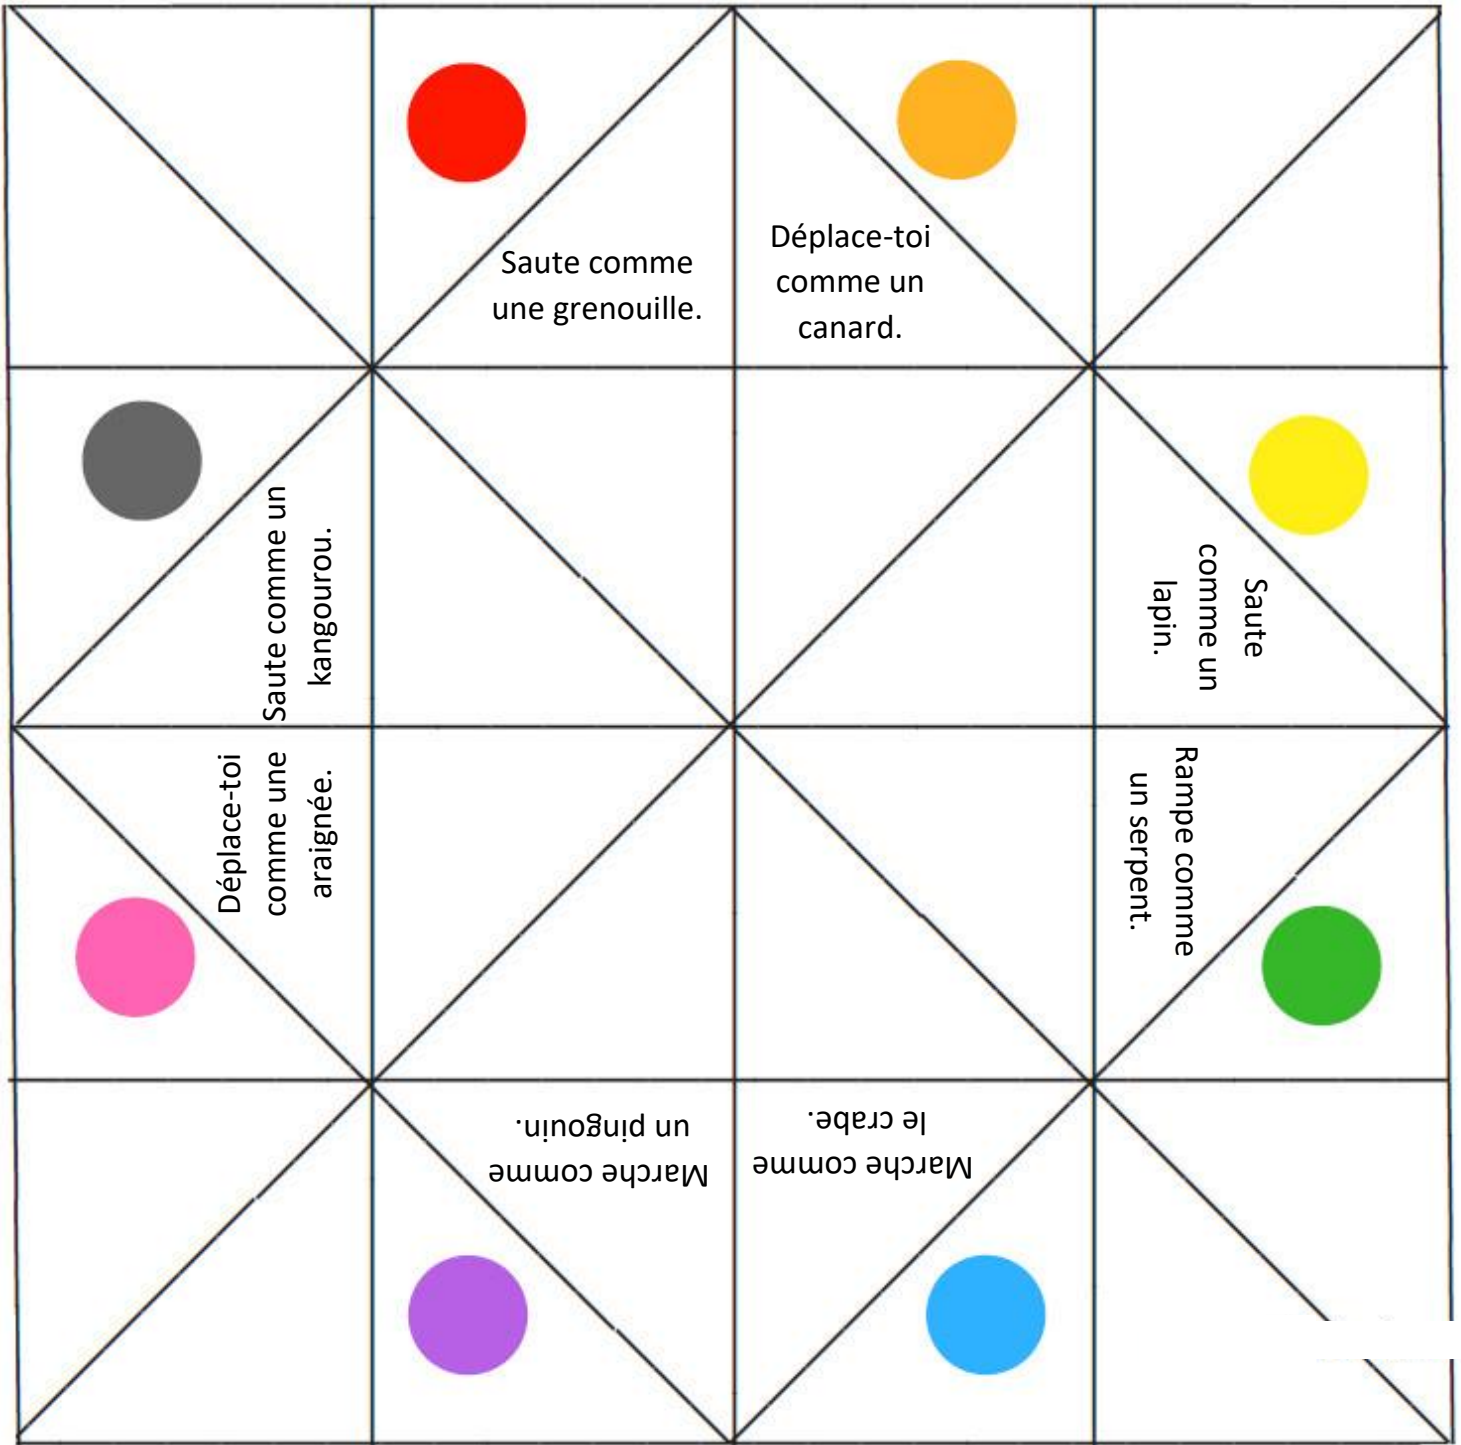 Saute comme
une grenouille.
Déplace-toi
comme un
canard.
Saute comme un
kangourou.
Saute
comme un
lapin.
Déplace-toi
comme une
araignée.
Rampe comme
un serpent.
Marche comme
un pingouin.
Marche comme
le crabe.